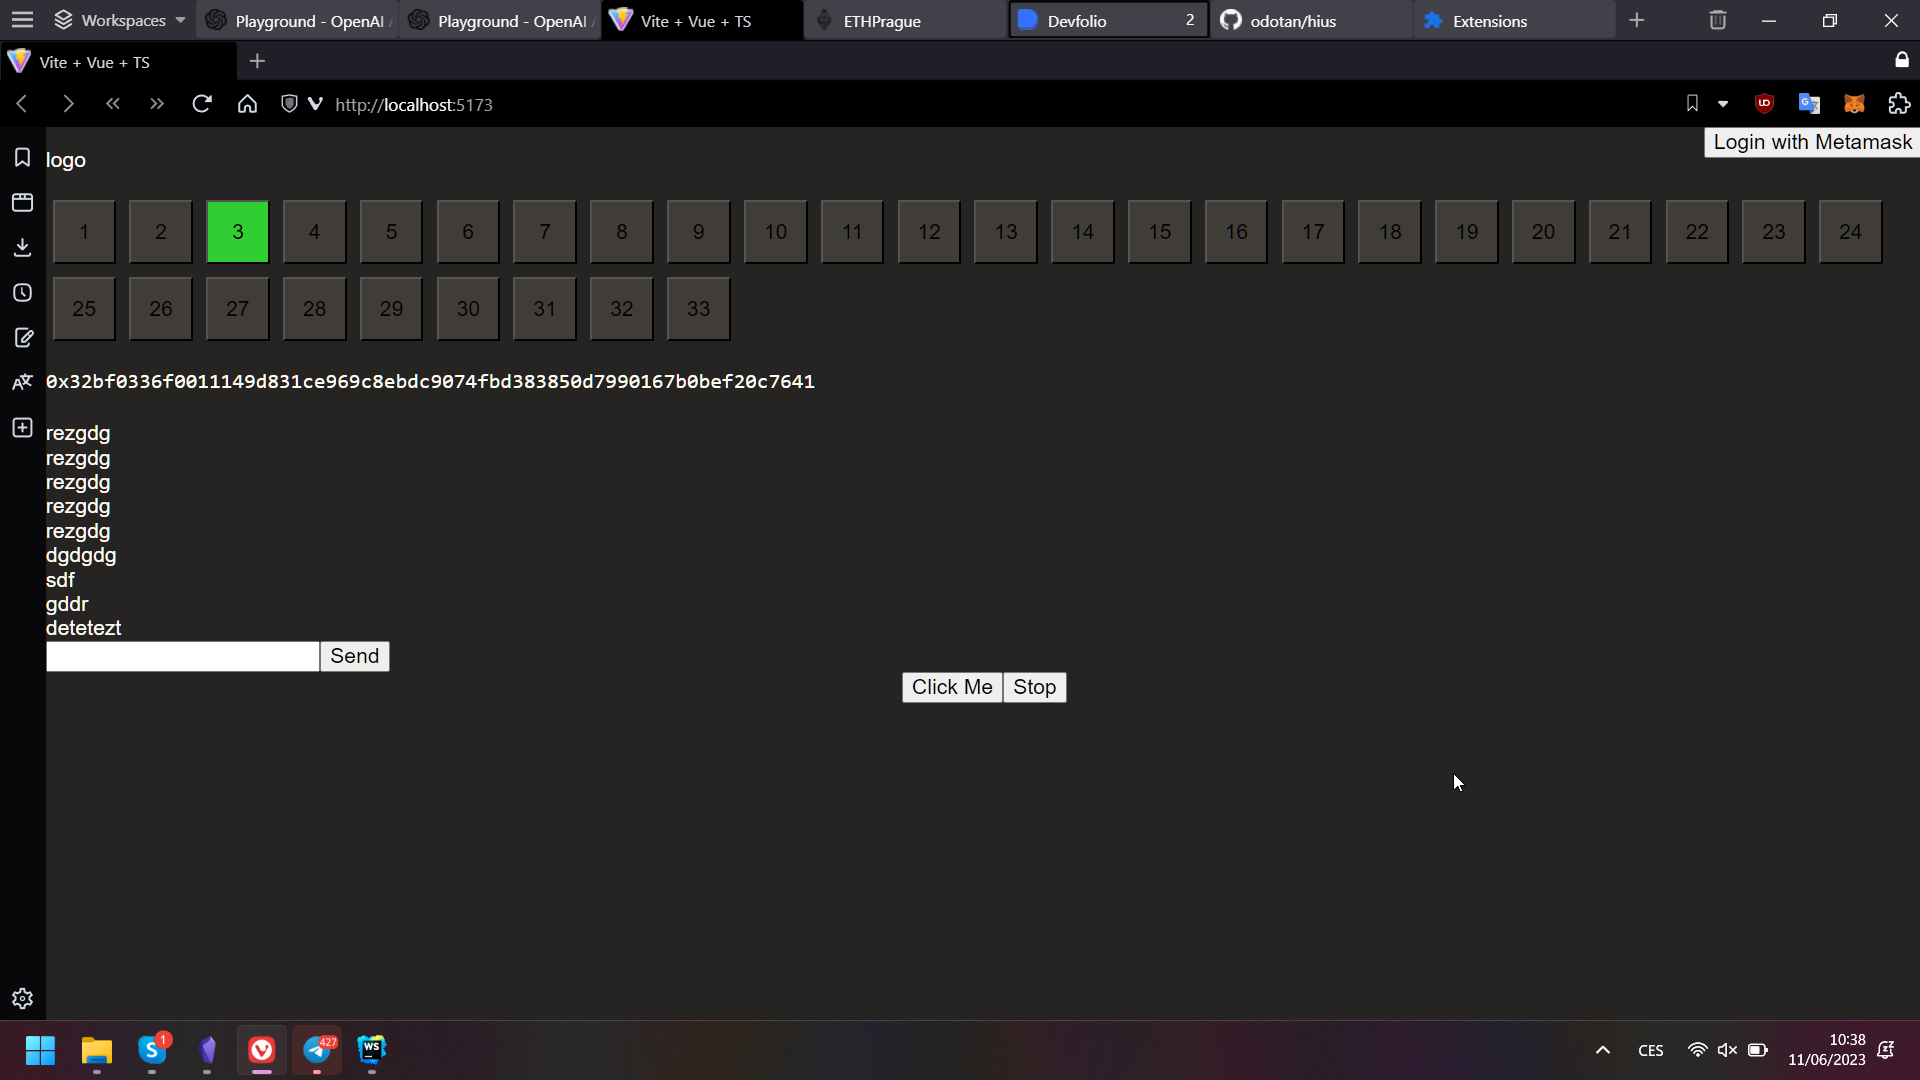 Workspaces
Playground - OpenAI
Playground - OpenAI
Vite + Vue + TS
ETHPrague
Devfolio 2
odotan/hius
Extensions
Vite + Vue + TS
http://localhost:5173
Login with Metamask
logo
1 2 3 4 5 6 7 8 9 10 11 12 13 14 15 16 17 18 19 20 21 22 23 24
25 26 27 28 29 30 31 32 33
0x32bf0336f0011149d831ce969c8ebdc9074fbd383850d7990167b0bef20c7641
rezgdg
rezgdg
rezgdg
rezgdg
rezgdg
dgdgdg
sdf
gddr
detetezt
Send
Click Me Stop
1
427
WS
CES
10:38
11/06/2023